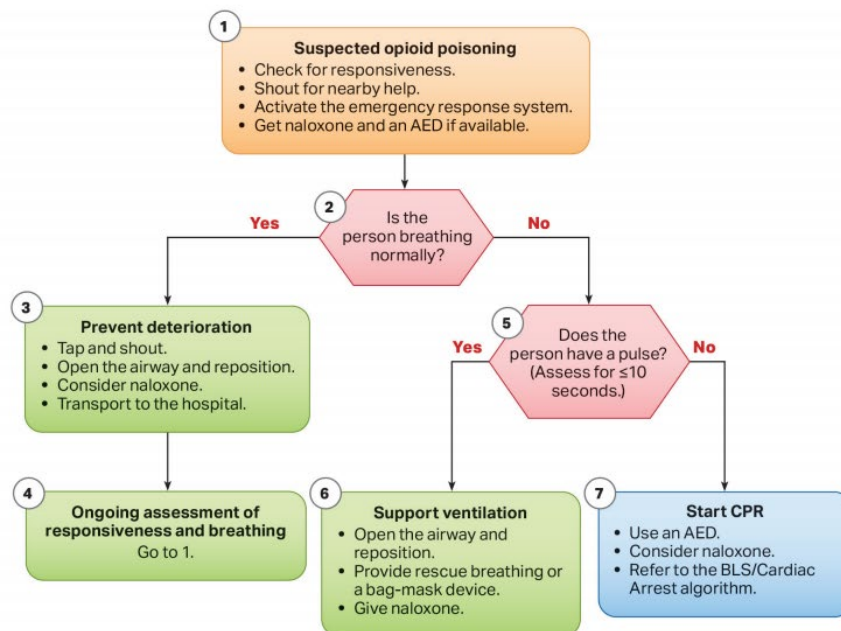 1
Suspected opioid poisoning
• Check for responsiveness.
• Shout for nearby help.
• Activate the emergency response system.
• Get naloxone and an AED if available.
2
Is the
person breathing
normally?
Yes
No
3
Prevent deterioration
• Tap and shout.
• Open the airway and reposition.
• Consider naloxone.
• Transport to the hospital.
4
Ongoing assessment of
responsiveness and breathing
Go to 1.
5
Does the
person have a pulse?
(Assess for ≤10
seconds.)
Yes
No
6
Support ventilation
• Open the airway and
reposition.
• Provide rescue breathing or
a bag-mask device.
• Give naloxone.
7
Start CPR
• Use an AED.
• Consider naloxone.
• Refer to the BLS/Cardiac
Arrest algorithm.